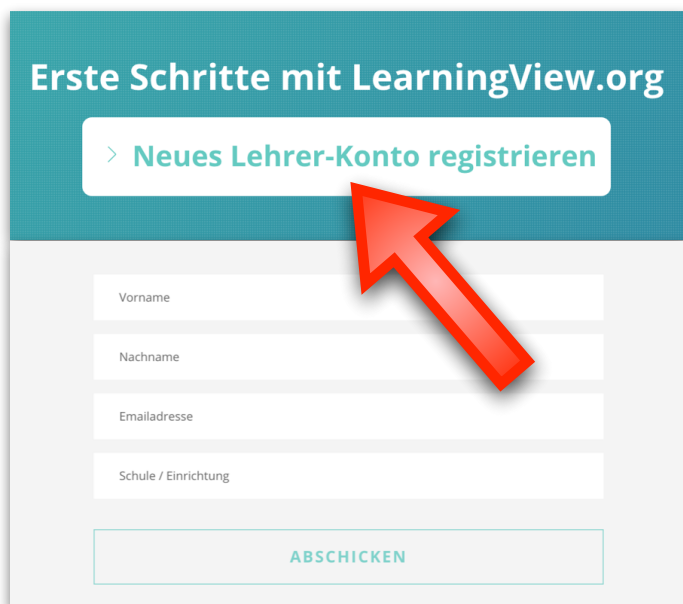 Erste Schritte mit LearningView.org
> Neues Lehrer-Konto registrieren
Vorname
Nachname
Emailadresse
Schule / Einrichtung
ABSCHICKEN